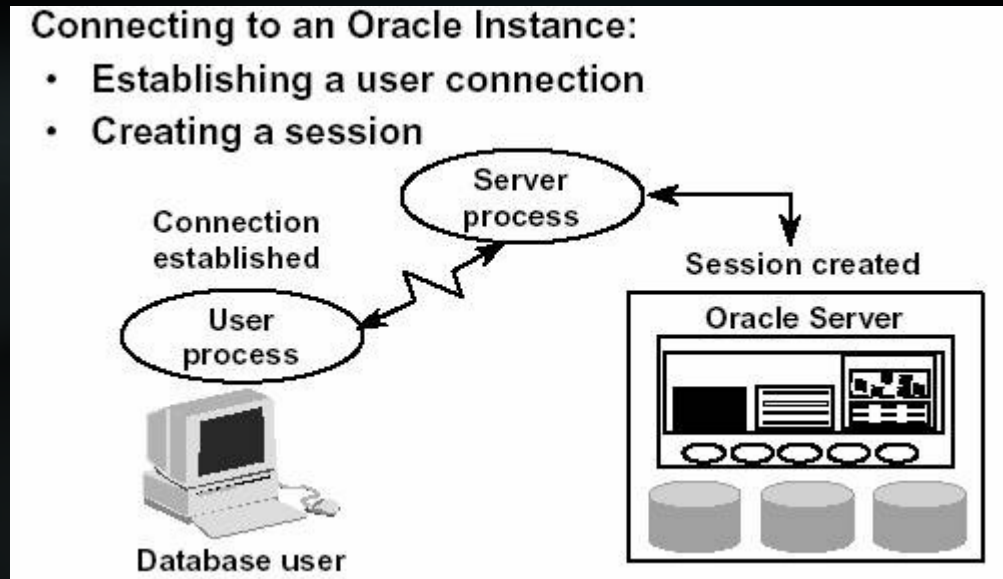 Connecting to an Oracle Instance:
• Establishing a user connection
• Creating a session
Server
process
Connection
established
Session created
User
process
Oracle Server
Database user